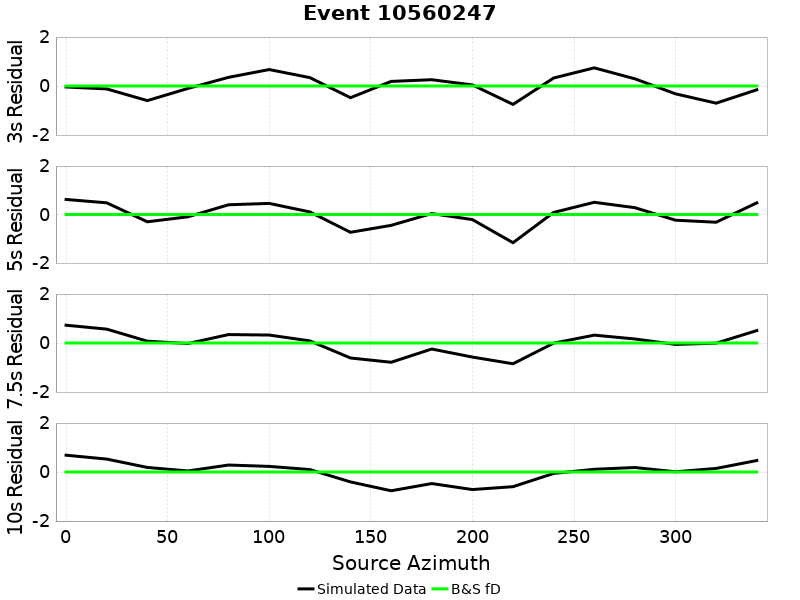 Event 10560247
3s Residual
2
0
-2
5s Residual
2
0
-2
7.5s Residual
2
0
-2
10s Residual
2
0
-2
0 50 100 150 200 250 300
Source Azimuth
Simulated Data B&S fD